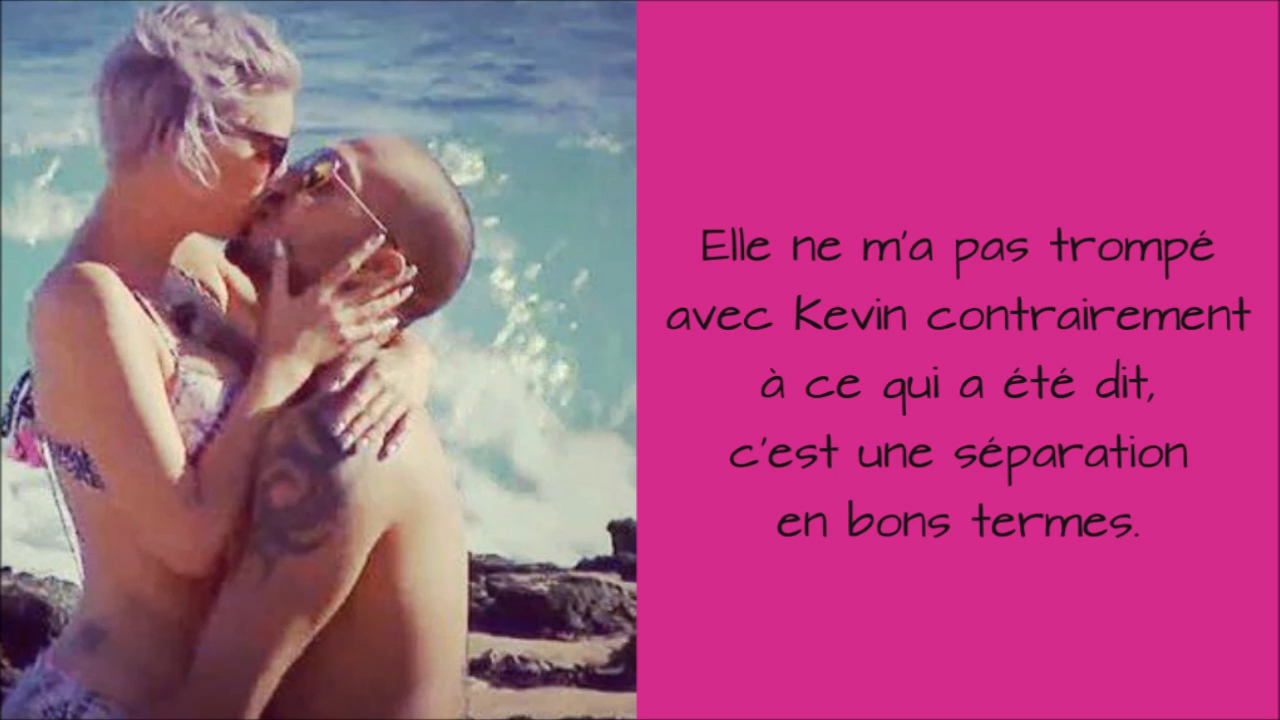 Elle ne m'a pas trompé
avec Kevin contrairement
à ce qui a été dit,
c'est une séparation
en bons termes.